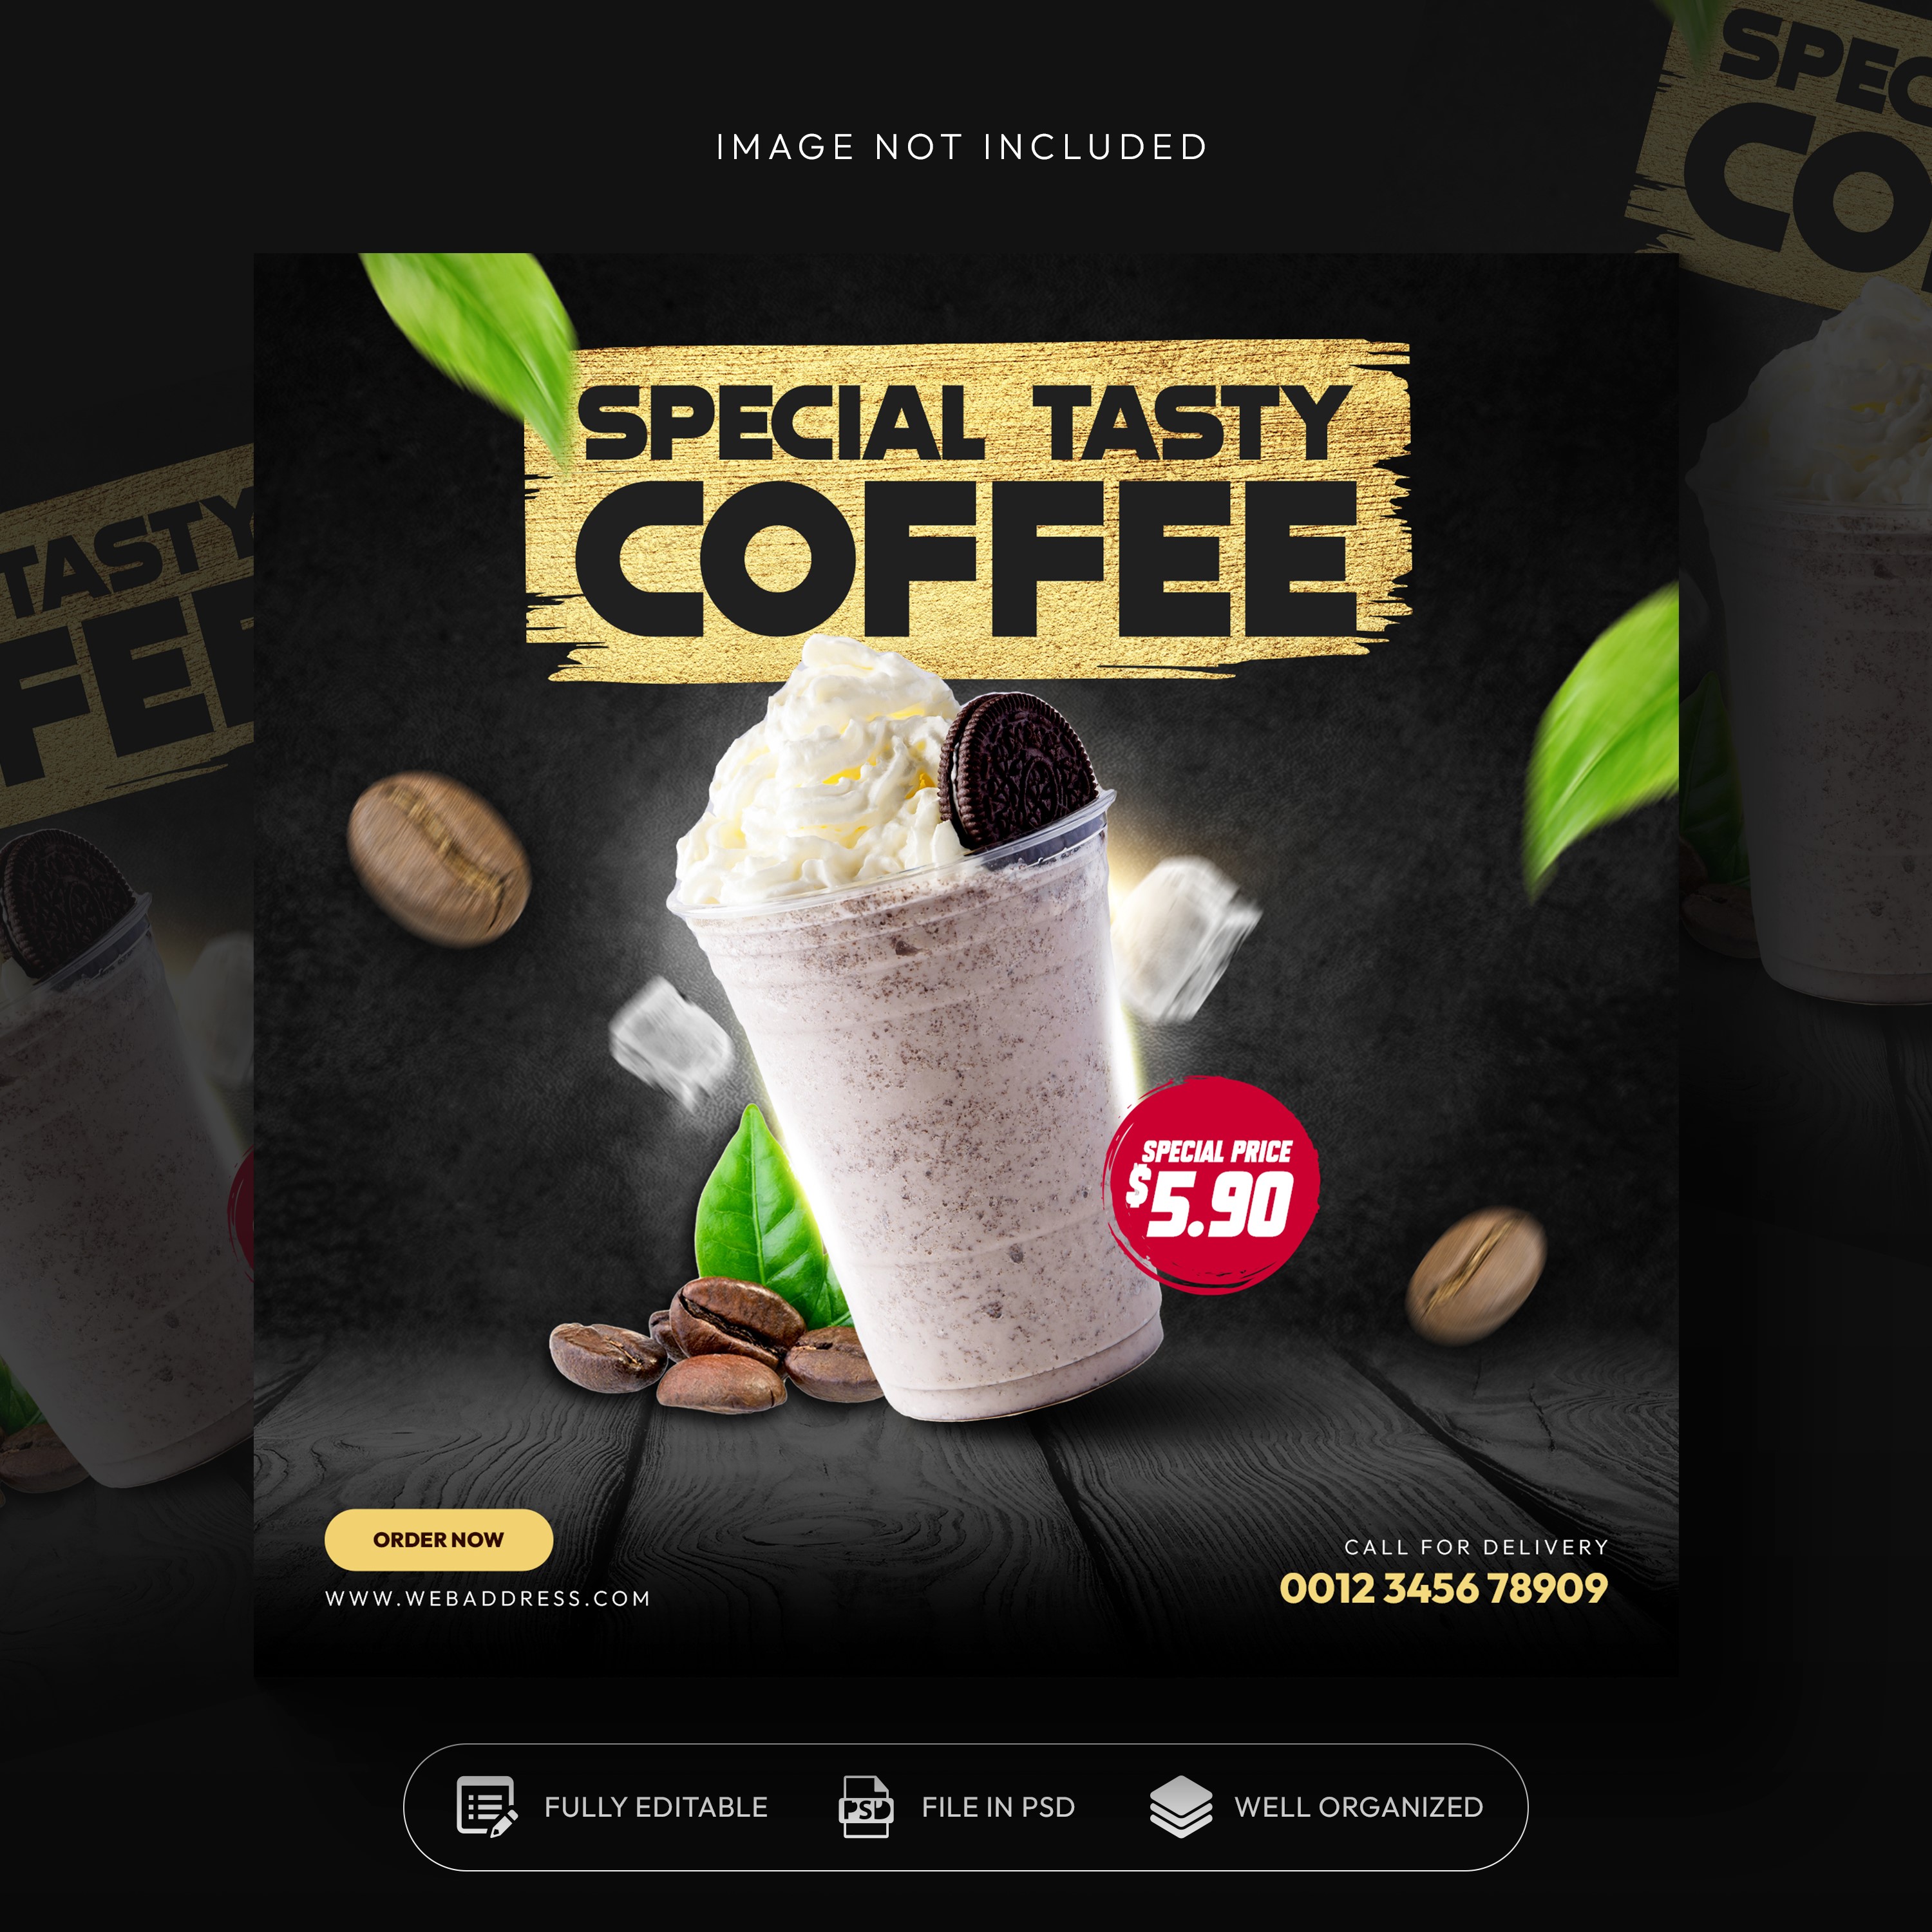 IMAGE NOT INCLUDED
SPEC
CO
SPECIAL TASTY
COFFEE
TASTY
FEE
SPECIAL PRICE
$5.90
ORDER NOW
WWW.WEBADDRESS.COM
CALL FOR DELIVERY
0012 3456 78909
FULLY EDITABLE
PSD
FILE IN PSD
WELL ORGANIZED